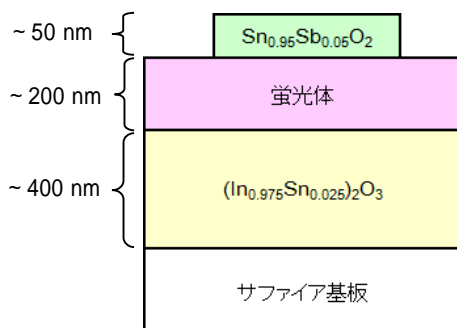 ~ 50 nm
Sn₀.₉₅Sb₀.₀₅O₂
~ 200 nm
蛍光体
~ 400 nm
(In₀.₉₇₅Sn₀.₀₂₅)₂O₃
サファイア基板